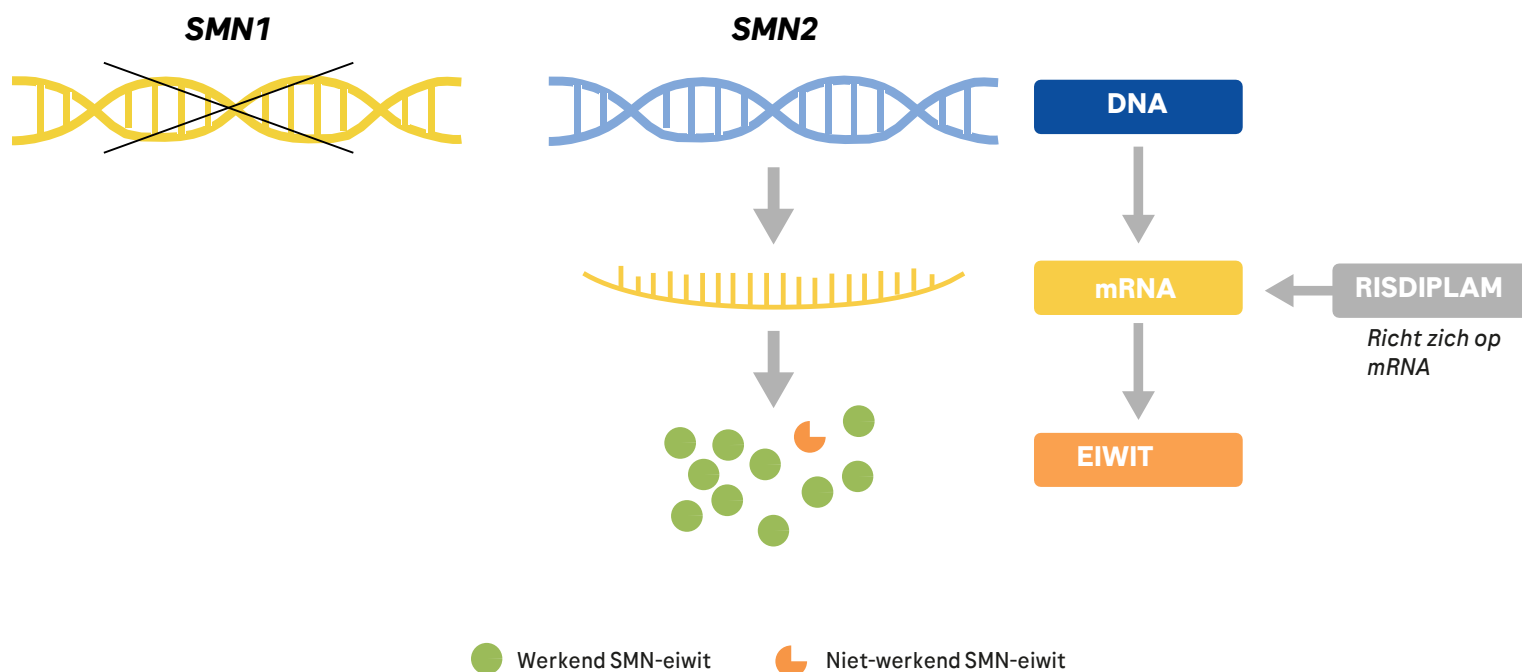 SMN1
SMN2
DNA
mRNA
RISDIPLAM
Richt zich op
mRNA
EIWIT
Werkend SMN-eiwit
Niet-werkend SMN-eiwit